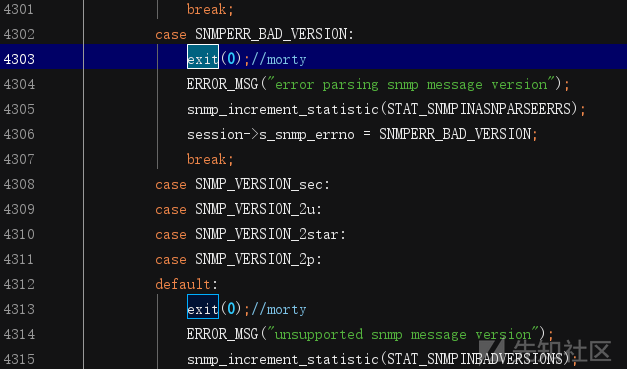 4301 break;
4302 case SNMPERR_BAD_VERSION:
4303 exit(0);//morty
4304 ERROR_MSG("error parsing snmp message version");
4305 snmp_increment_statistic(STAT_SNMPINASNPARSEERRS);
4306 session->s_snmp_errno = SNMPERR_BAD_VERSION;
4307 break;
4308 case SNMP_VERSION_sec:
4309 case SNMP_VERSION_2u:
4310 case SNMP_VERSION_2star:
4311 case SNMP_VERSION_2p:
4312 default:
4313 exit(0);//morty
4314 ERROR_MSG("unsupported snmp message version");
4315 snmp_increment_statistic(STAT_SNMPINBADVERSIONS);
先知社区